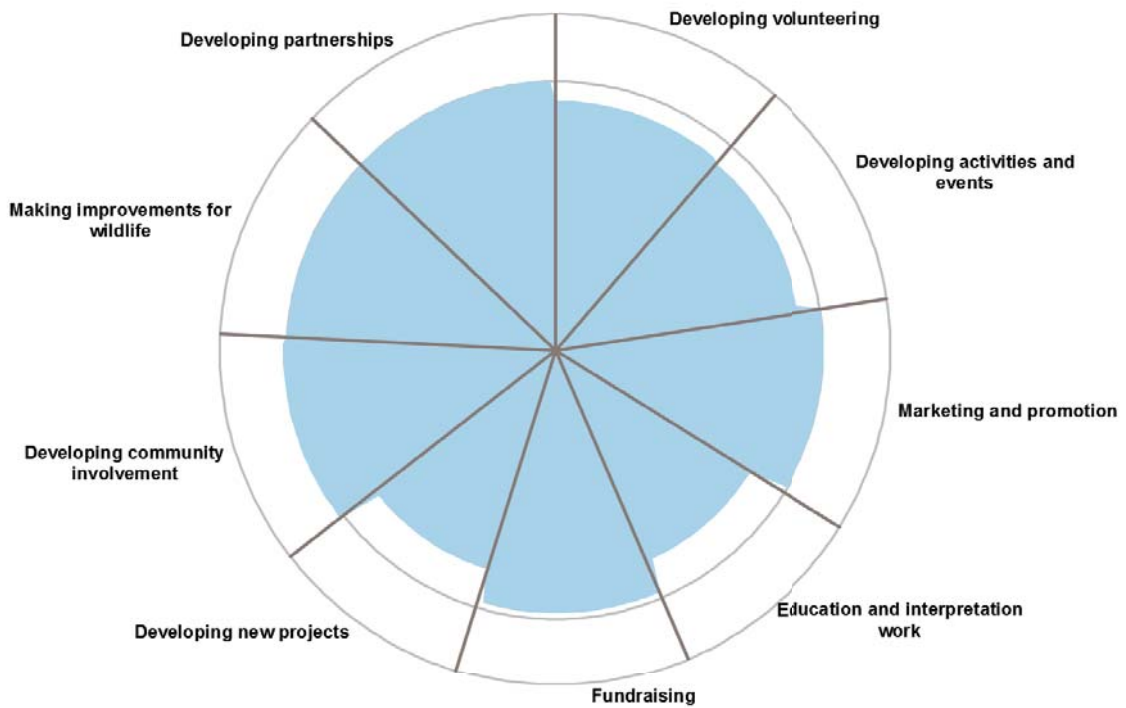 Developing volunteering
Developing partnerships
Developing activities and
events
Making improvements for
wildlife
Marketing and promotion
Developing community
involvement
Education and interpretation
work
Developing new projects
Fundraising